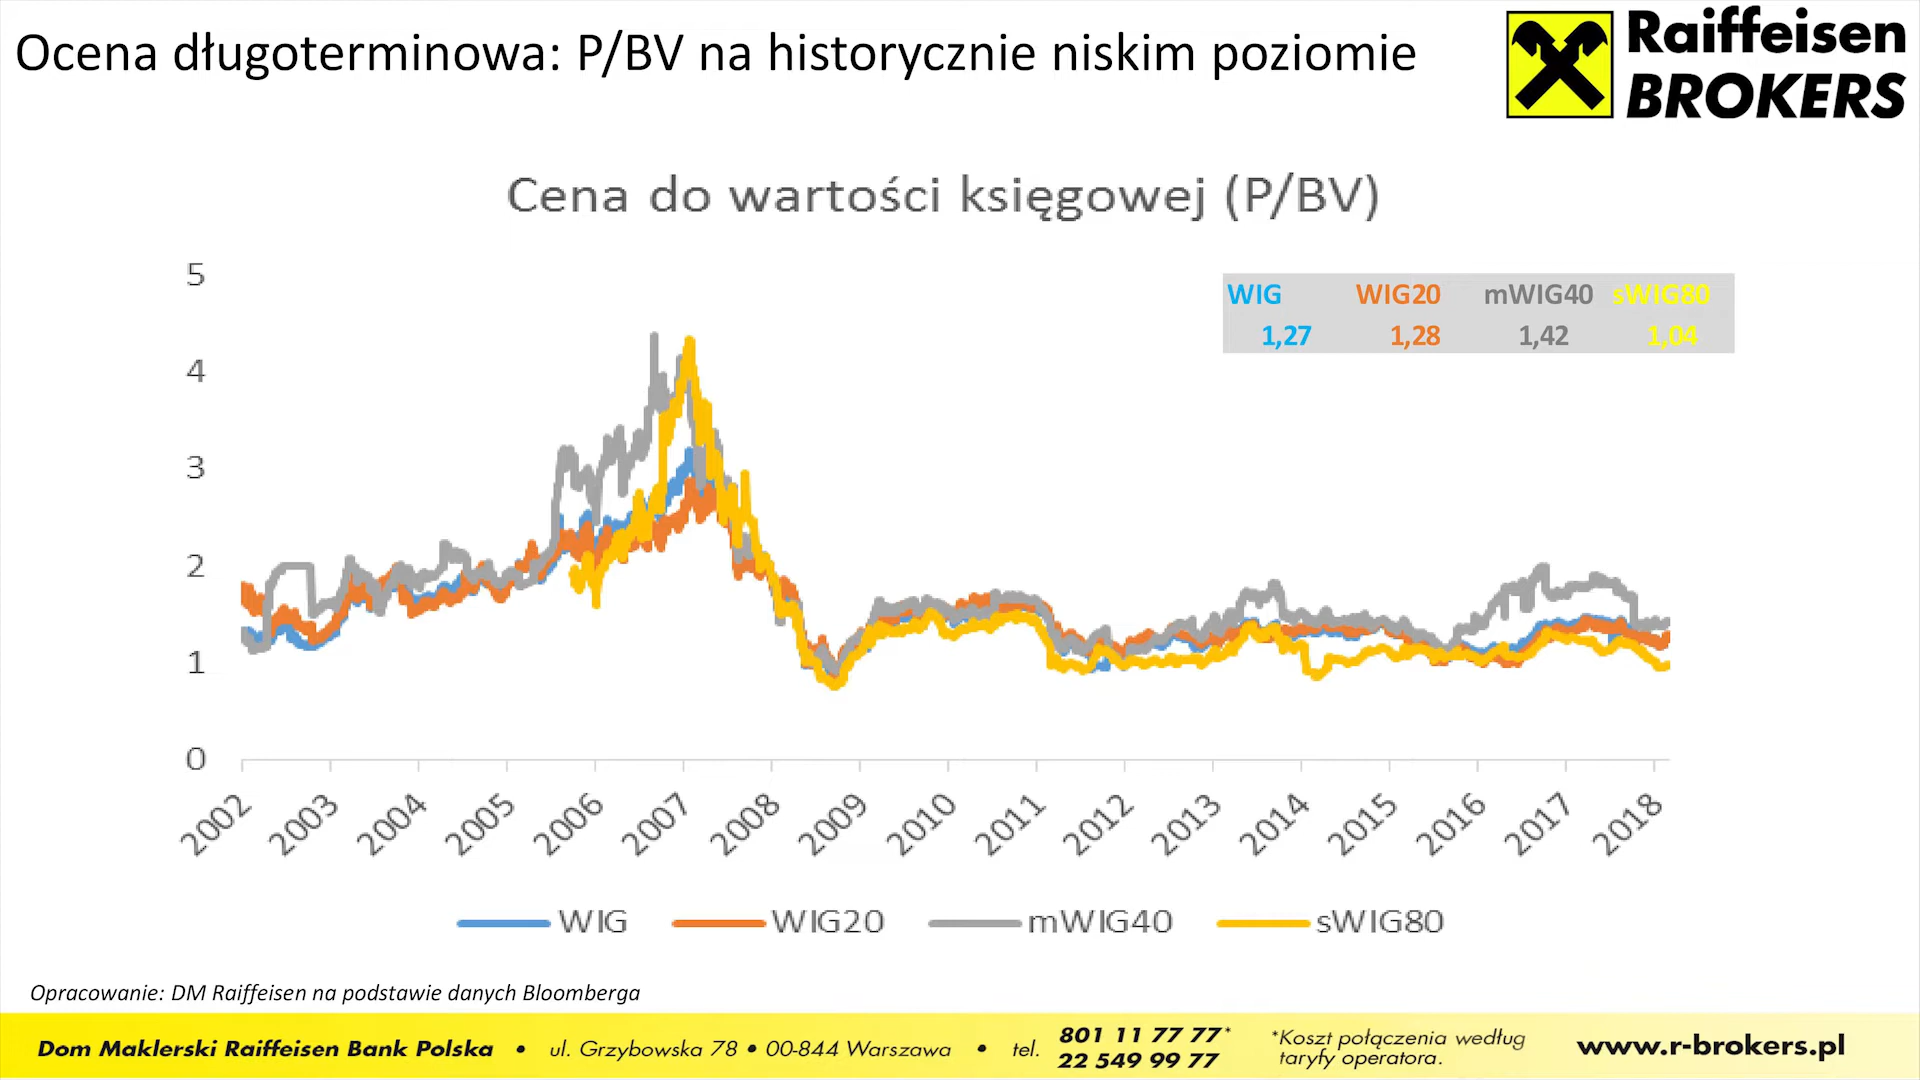 Ocena długoterminowa: P/BV na historycznie niskim poziomie
Raiffeisen
BROKERS
Cena do wartości księgowej (P/BV)
WIG WIG20 mWIG40 sWIG80
1,27 1,28 1,42 1,04
5
4
3
2
1
0
2002 2003 2004 2005 2006 2007 2008 2009 2010 2011 2012 2013 2014 2015 2016 2017 2018
WIG WIG20 mWIG40 sWIG80
Opracowanie: DM Raiffeisen na podstawie danych Bloomberga
Dom Maklerski Raiffeisen Bank Polska • ul. Grzybowska 78 • 00-844 Warszawa • tel. 801 11 77 77*
22 549 99 77
*Koszt połączenia według
taryfy operatora.
www.r-brokers.pl